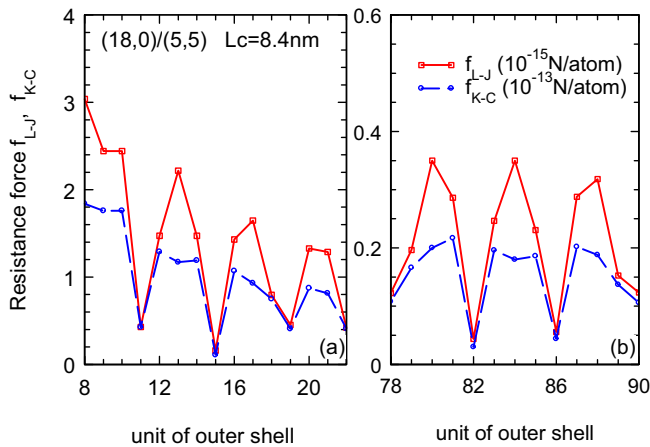 (18,0)/(5,5) Lc=8.4nm
f_L-J (10^-15 N/atom)
f_K-C (10^-13 N/atom)
Resistance force f_L-J, f_K-C
4
3
2
1
0
0.6
0.4
0.2
0
(a)
(b)
8 12 16 20
78 82 86 90
unit of outer shell
unit of outer shell